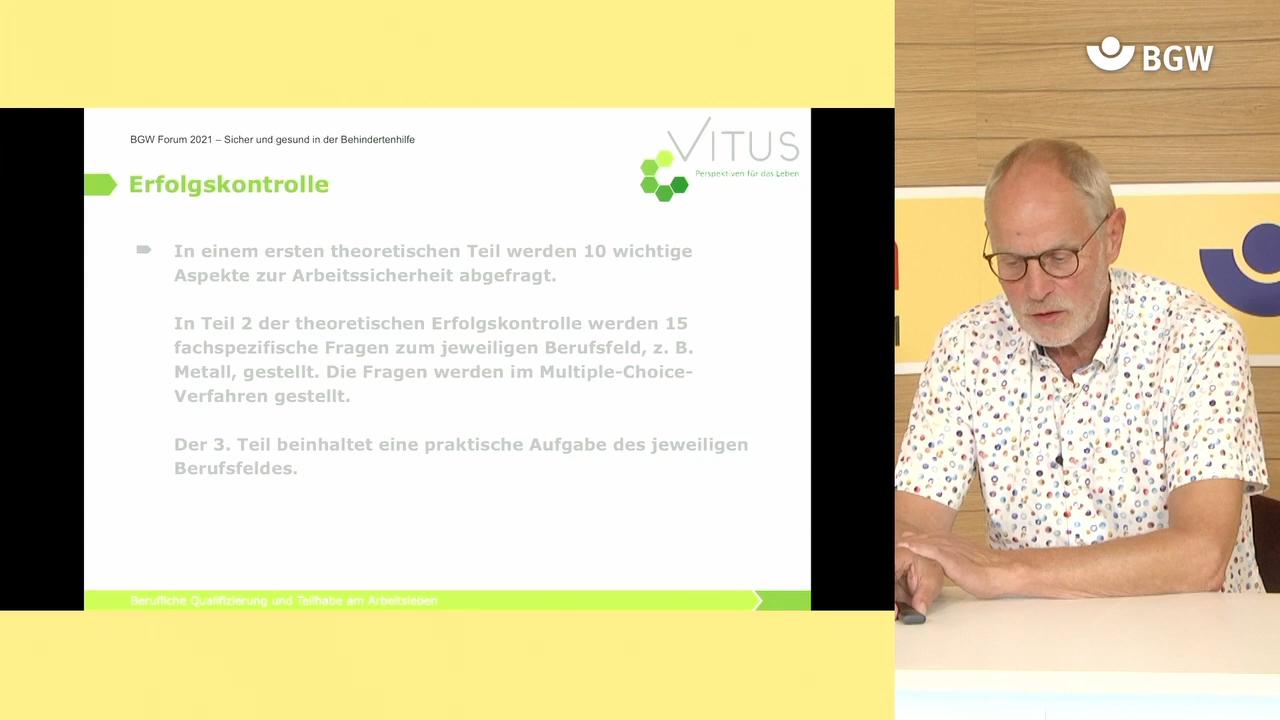 BGW Forum 2021 – Sicher und gesund in der Behindertenhilfe
VITUS
Perspektiven für das Leben
Erfolgskontrolle
In einem ersten theoretischen Teil werden 10 wichtige
Aspekte zur Arbeitssicherheit abgefragt.
In Teil 2 der theoretischen Erfolgskontrolle werden 15
fachspezifische Fragen zum jeweiligen Berufsfeld, z. B.
Metall, gestellt. Die Fragen werden im Multiple-Choice-
Verfahren gestellt.
Der 3. Teil beinhaltet eine praktische Aufgabe des jeweiligen
Berufsfeldes.
Berufliche Qualifizierung und Teilhabe am Arbeitsleben
BGW